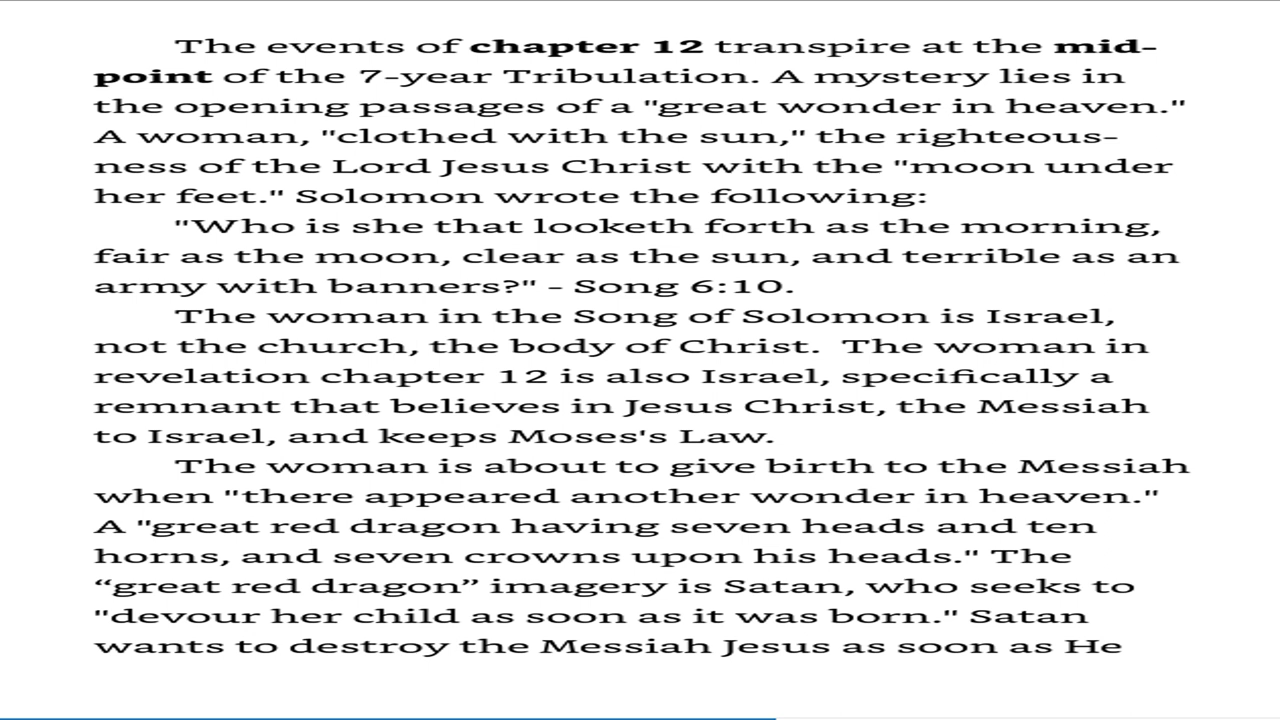 The events of chapter 12 transpire at the mid-
point of the 7-year Tribulation. A mystery lies in
the opening passages of a "great wonder in heaven."
A woman, "clothed with the sun," the righteous-
ness of the Lord Jesus Christ with the "moon under
her feet." Solomon wrote the following:
"Who is she that looketh forth as the morning,
fair as the moon, clear as the sun, and terrible as an
army with banners?" - Song 6:10.
The woman in the Song of Solomon is Israel,
not the church, the body of Christ.  The woman in
revelation chapter 12 is also Israel, specifically a
remnant that believes in Jesus Christ, the Messiah
to Israel, and keeps Moses's Law.
The woman is about to give birth to the Messiah
when "there appeared another wonder in heaven."
A "great red dragon having seven heads and ten
horns, and seven crowns upon his heads." The
“great red dragon” imagery is Satan, who seeks to
"devour her child as soon as it was born." Satan
wants to destroy the Messiah Jesus as soon as He